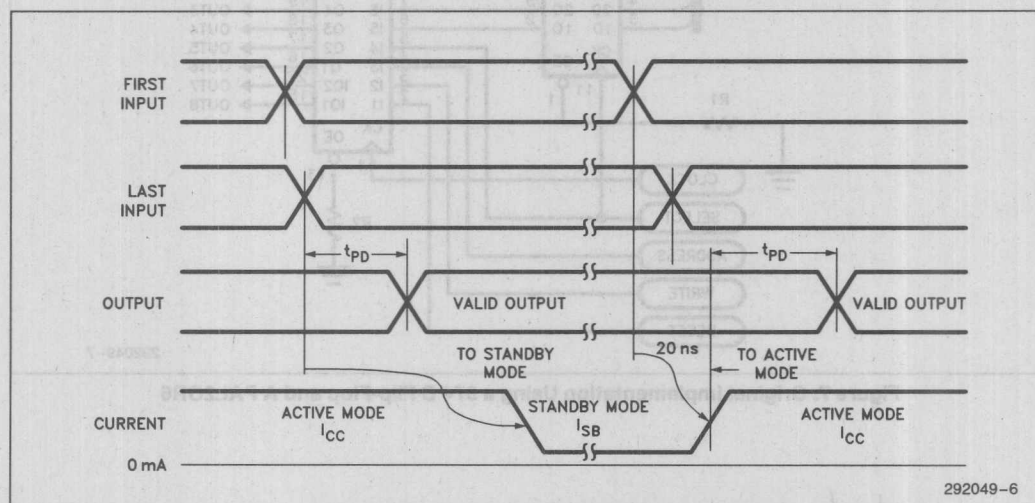 FIRST
INPUT
LAST
INPUT
tPD
tPD
OUTPUT
VALID OUTPUT
VALID OUTPUT
TO STANDBY
MODE
20 ns
TO ACTIVE
MODE
CURRENT
ACTIVE MODE
ICC
STANDBY MODE
ISB
ACTIVE MODE
ICC
0 mA
292049-6